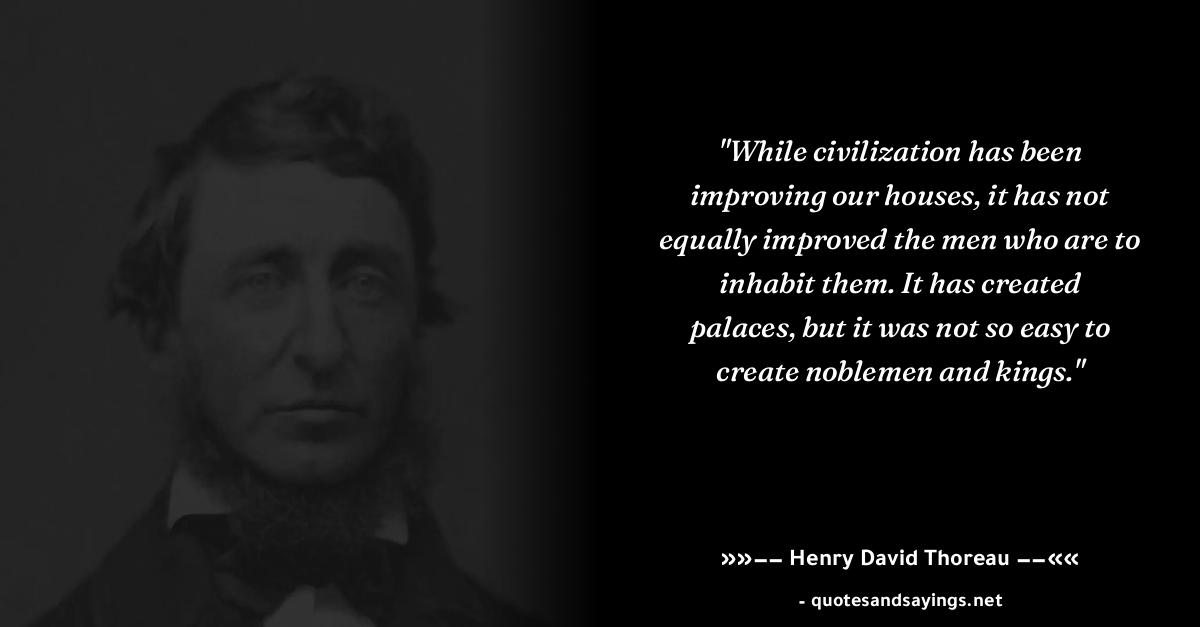 "While civilization has been
improving our houses, it has not
equally improved the men who are to
inhabit them. It has created
palaces, but it was not so easy to
create noblemen and kings."
»»–– Henry David Thoreau ––««
- quotesandsayings.net